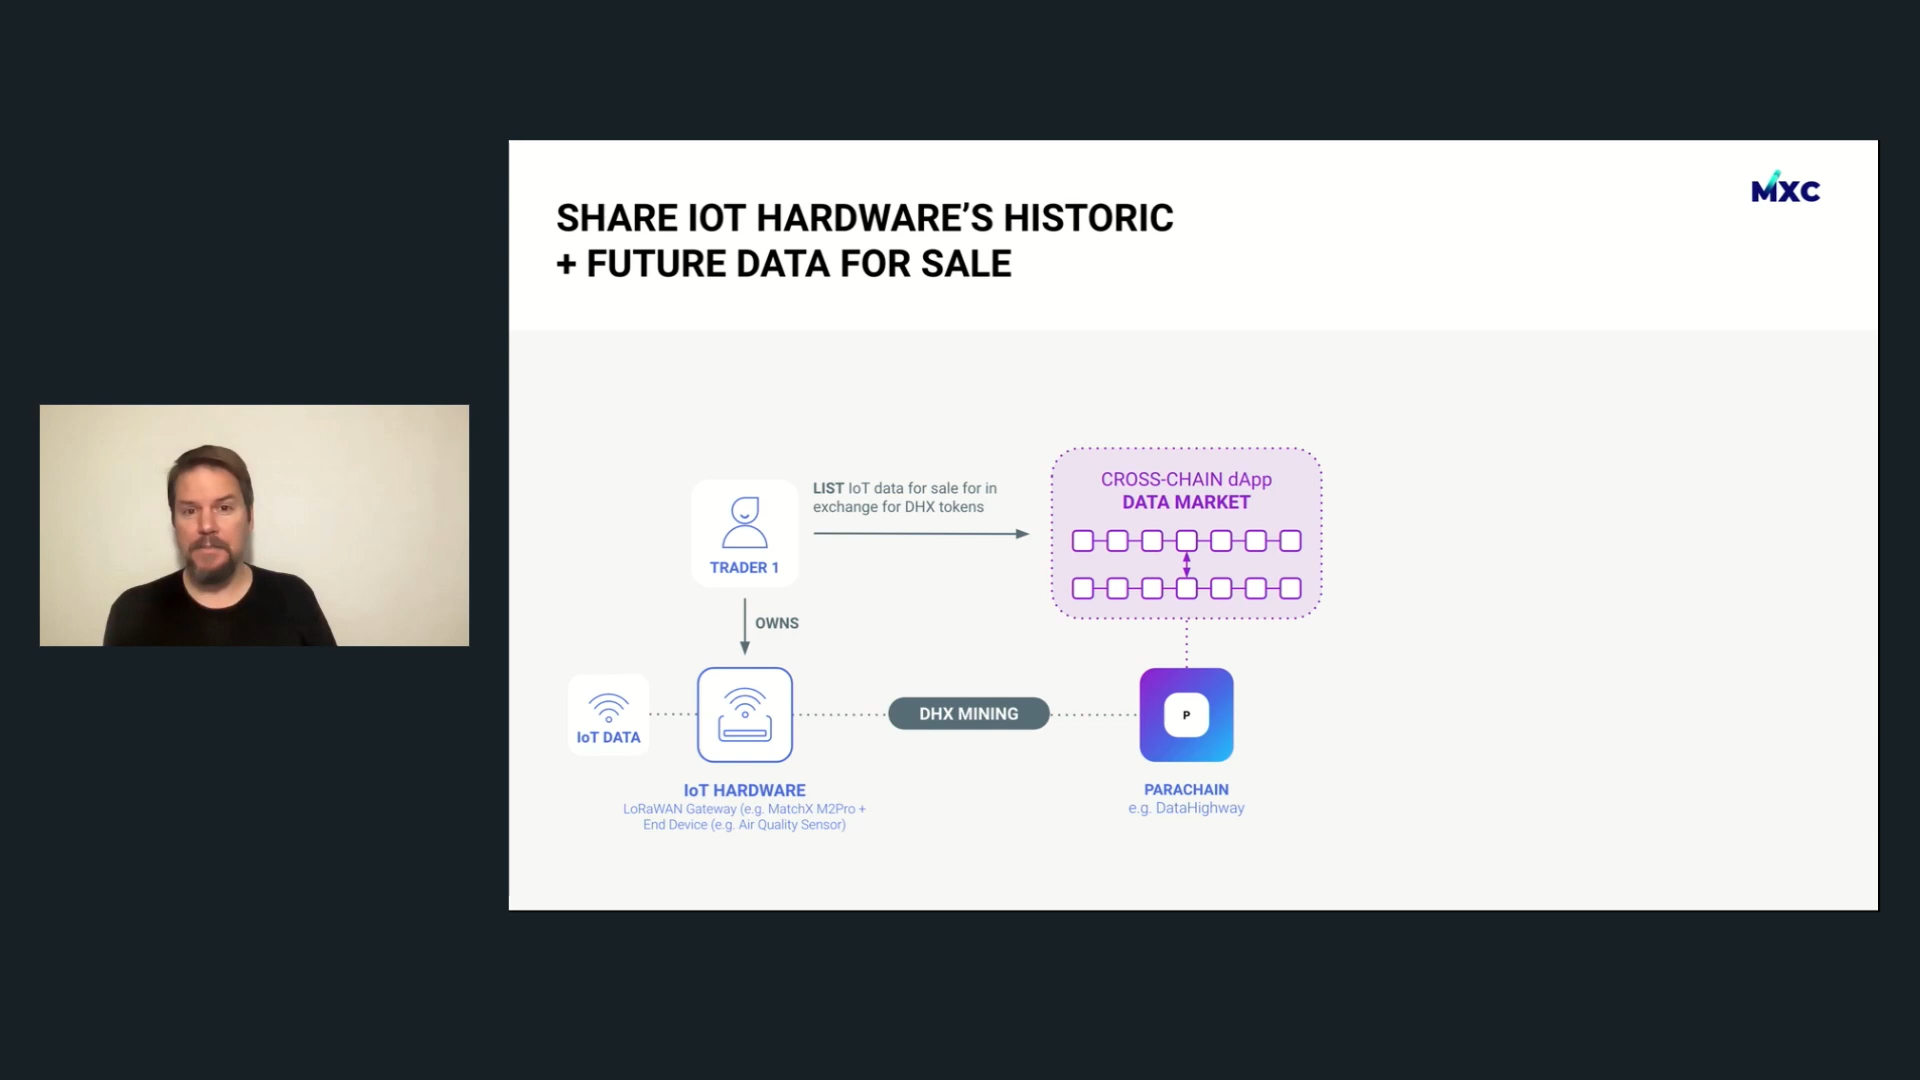 MXC
SHARE IOT HARDWARE’S HISTORIC
+ FUTURE DATA FOR SALE
LIST IoT data for sale for in
exchange for DHX tokens
TRADER 1
OWNS
CROSS-CHAIN dApp
DATA MARKET
IoT DATA
DHX MINING
P
IoT HARDWARE
LoRaWAN Gateway (e.g. MatchX M2Pro +
End Device (e.g. Air Quality Sensor)
PARACHAIN
e.g. DataHighway